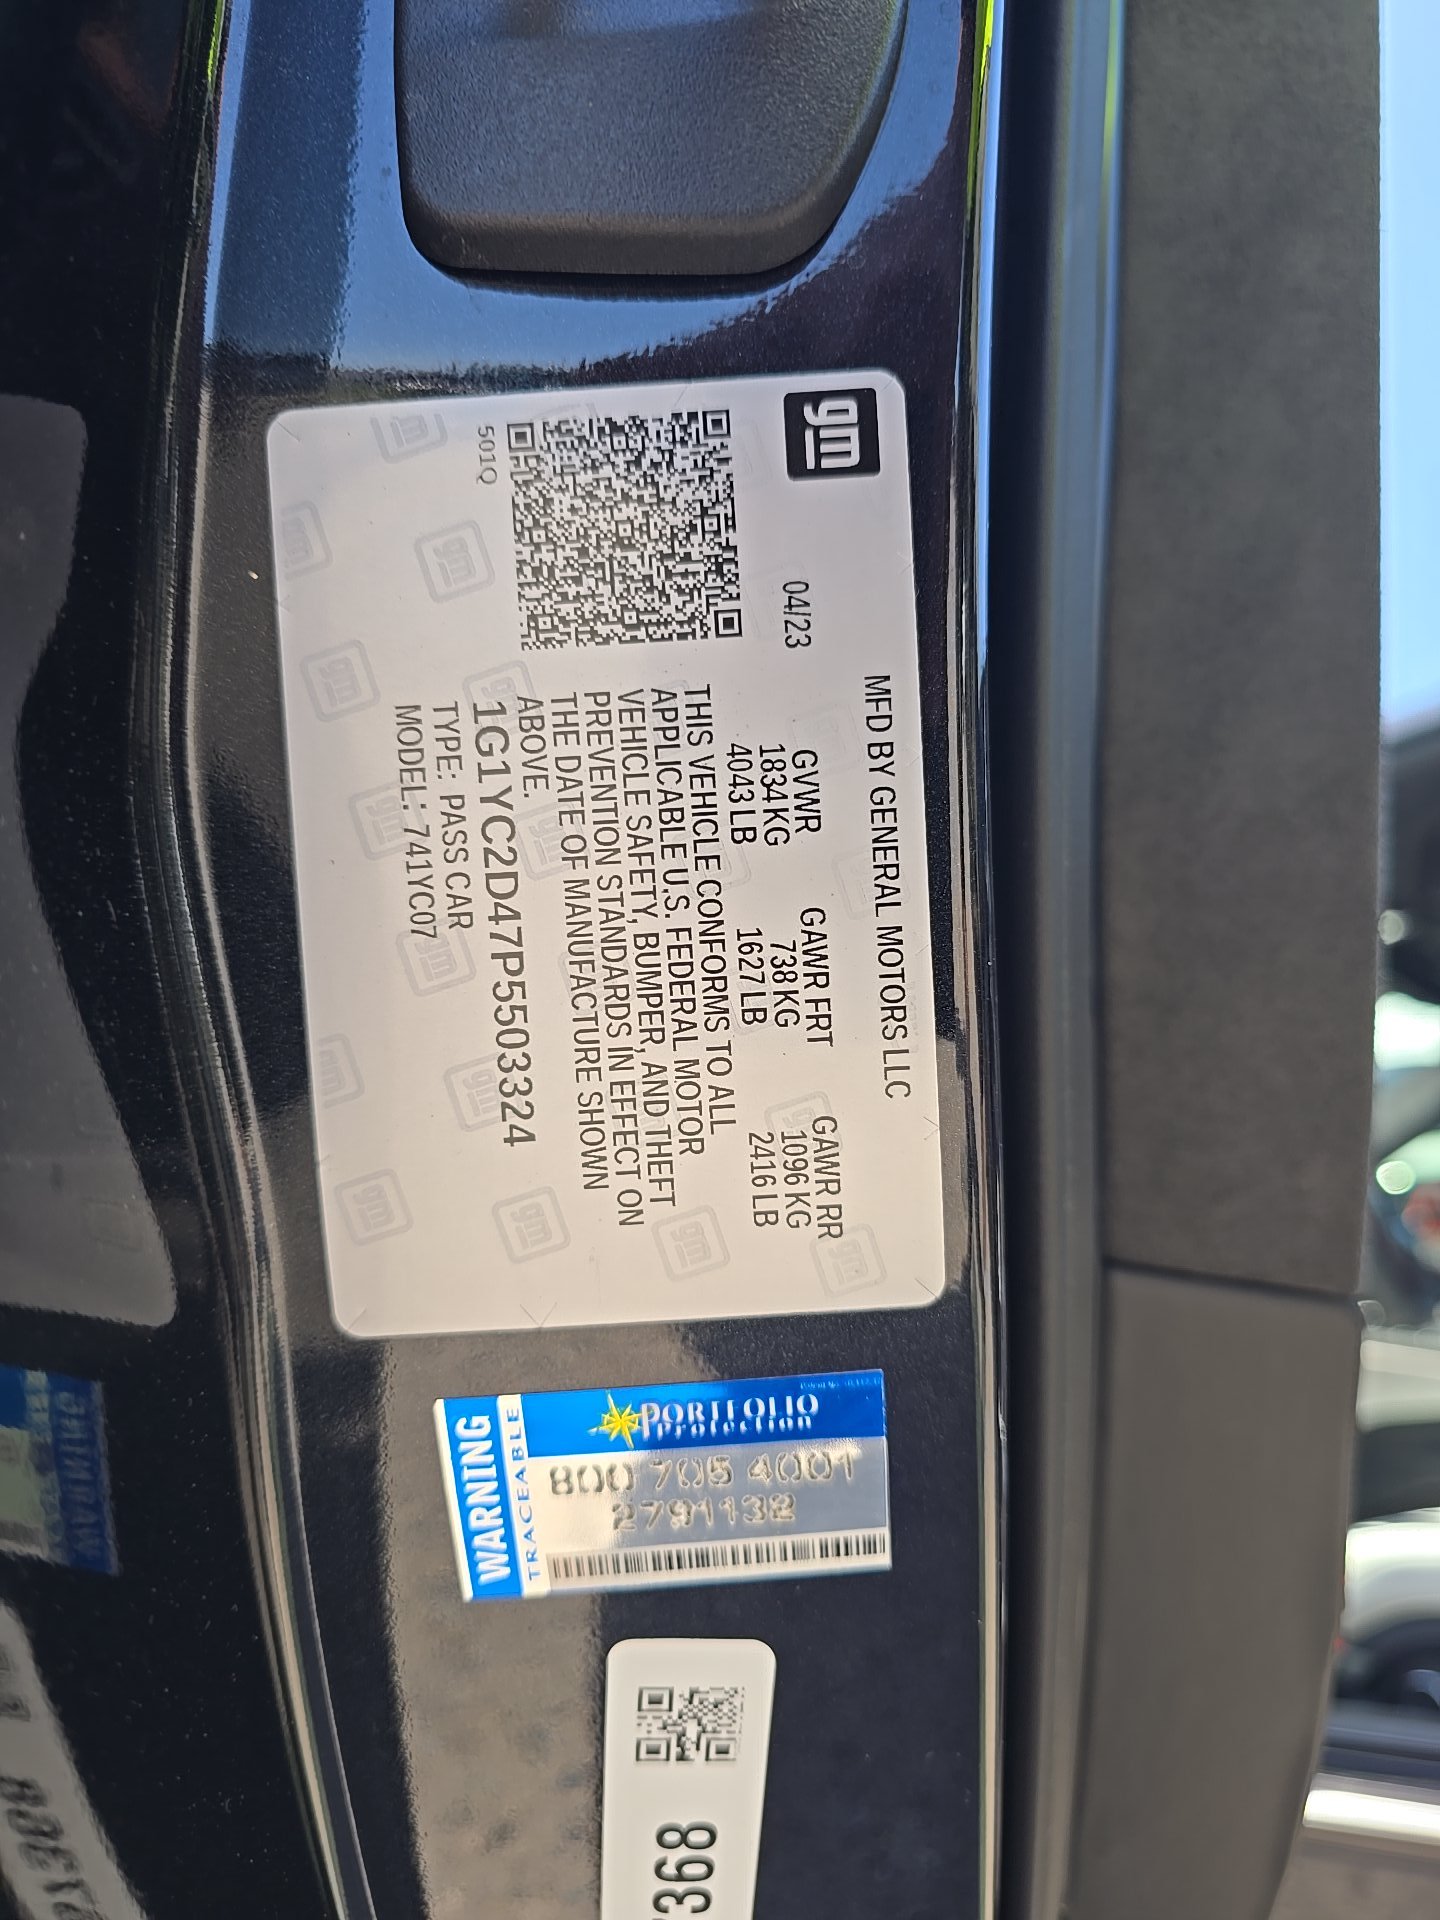 gm
MFD BY GENERAL MOTORS LLC
04/23
GVWR GAWR FRT GAWR RR
1834 KG 738 KG 1096 KG
4043 LB 1627 LB 2416 LB
THIS VEHICLE CONFORMS TO ALL
APPLICABLE U.S. FEDERAL MOTOR
VEHICLE SAFETY, BUMPER, AND THEFT
PREVENTION STANDARDS IN EFFECT ON
THE DATE OF MANUFACTURE SHOWN
ABOVE.
1G1YC2D47P5503324
TYPE: PASS CAR
MODEL: 741YC07
501Q
PORTFOLIO
Protection
800 705 4001
2791132
TRACEABLE
WARNING
368